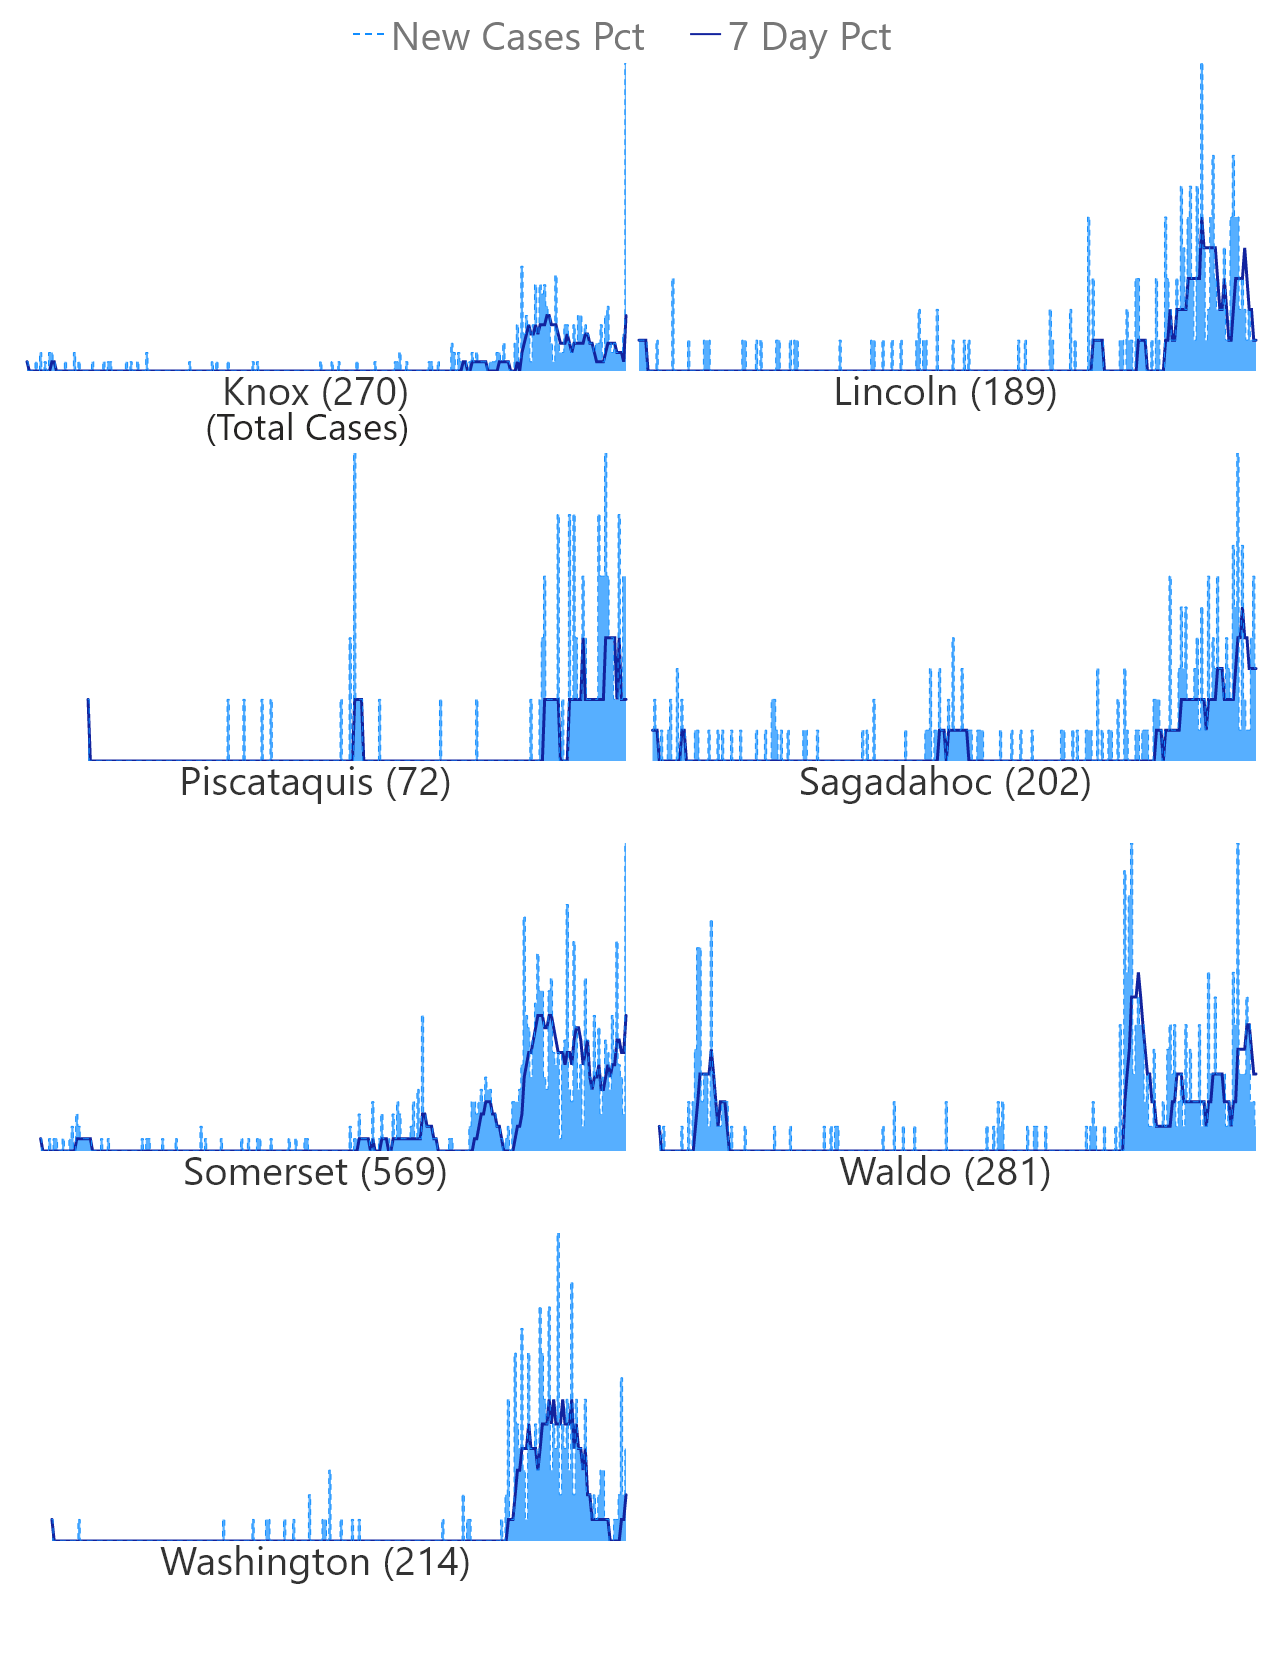 New Cases Pct 7 Day Pct
Knox (270) Lincoln (189)
(Total Cases)
Piscataquis (72) Sagadahoc (202)
Somerset (569) Waldo (281)
Washington (214)